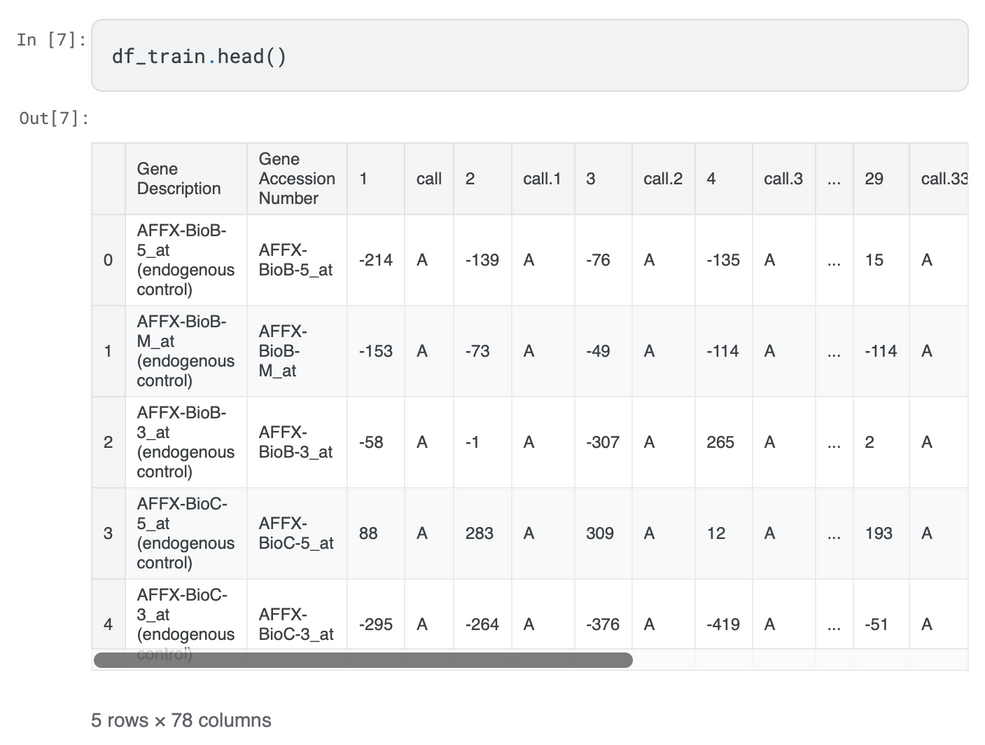 In [7]:
df_train.head()
Out[7]:
Gene Description	Gene Accession Number	1	call	2	call.1	3	call.2	4	call.3	...	29	call.33
0	AFFX-BioB-5_at (endogenous control)	AFFX-BioB-5_at	-214	A	-139	A	-76	A	-135	A	...	15	A
1	AFFX-BioB-M_at (endogenous control)	AFFX-BioB-M_at	-153	A	-73	A	-49	A	-114	A	...	-114	A
2	AFFX-BioB-3_at (endogenous control)	AFFX-BioB-3_at	-58	A	-1	A	-307	A	265	A	...	2	A
3	AFFX-BioC-5_at (endogenous control)	AFFX-BioC-5_at	88	A	283	A	309	A	12	A	...	193	A
4	AFFX-BioC-3_at (endogenous control)	AFFX-BioC-3_at	-295	A	-264	A	-376	A	-419	A	...	-51	A
5 rows × 78 columns